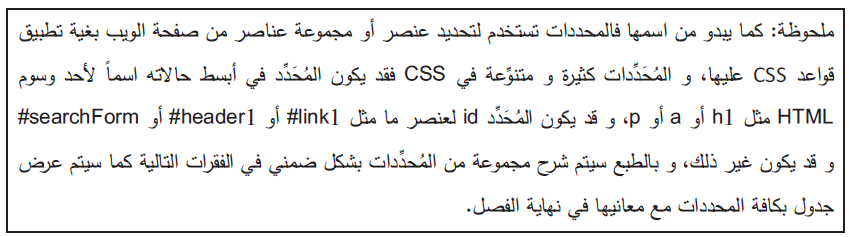 ملحوظة: كما يبدو من اسمها فالمحددات تستخدم لتحديد عنصر أو مجموعة عناصر من صفحة الويب بغية تطبيق
قواعد CSS عليها، و المُحَدِّدات كثيرة و متنوّعة في CSS فقد يكون المُحَدِّد في أبسط حالاته اسماً لأحد وسوم
HTML مثل h1 أو a أو p، و قد يكون المُحَدِّد id لعنصر ما مثل #link1 أو #header1 أو #searchForm
و قد يكون غير ذلك، و بالطبع سيتم شرح مجموعة من المُحدِّدات بشكل ضمني في الفقرات التالية كما سيتم عرض
جدول بكافة المحددات مع معانيها في نهاية الفصل.